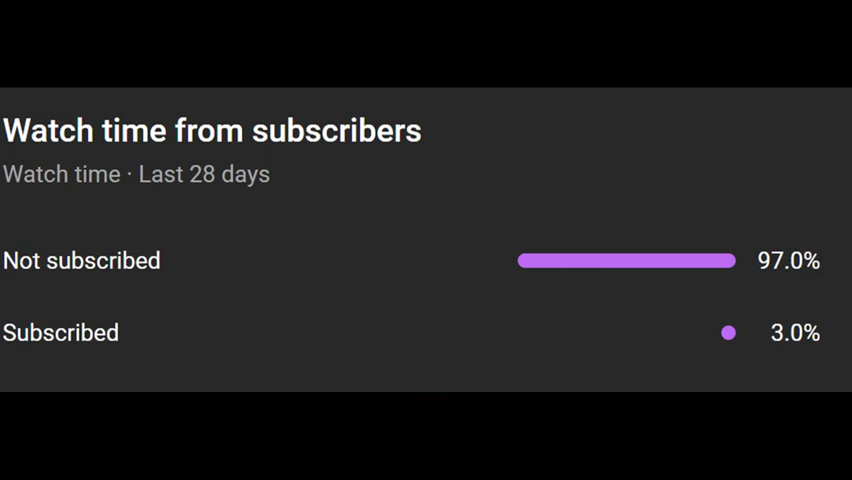 Watch time from subscribers
Watch time · Last 28 days
Not subscribed 97.0%
Subscribed 3.0%